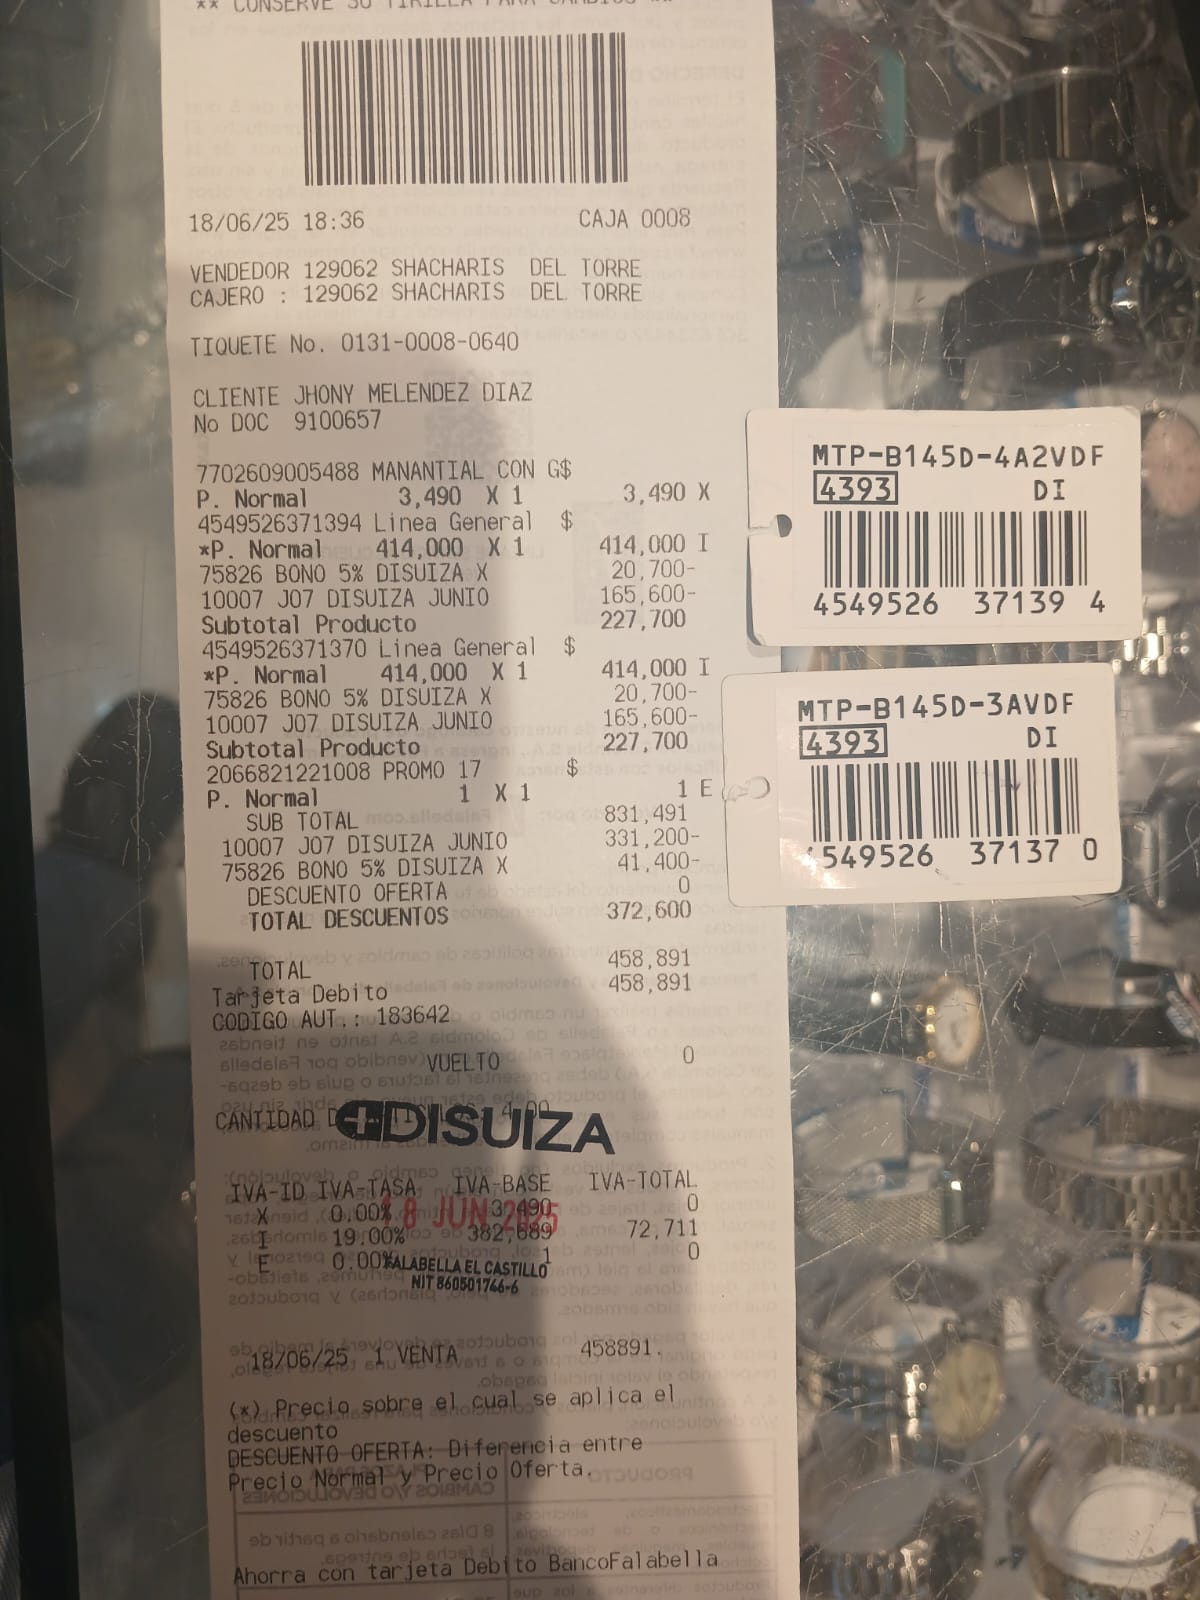 ** CONSERVE SU TIRILLA PARA CAMBIOS **
18/06/25 18:36 CAJA 0008
VENDEDOR 129062 SHACHARIS DEL TORRE
CAJERO : 129062 SHACHARIS DEL TORRE
TIQUETE No. 0131-0008-0640
CLIENTE JHONY MELENDEZ DIAZ
No DOC 9100657
7702609005488 MANANTIAL CON G$
P. Normal 3,490 X 1 3,490 X
4549526371394 Linea General $
*P. Normal 414,000 X 1 414,000 I
75826 BONO 5% DISUIZA X 20,700-
10007 J07 DISUIZA JUNIO 165,600-
Subtotal Producto 227,700
4549526371370 Linea General $
*P. Normal 414,000 X 1 414,000 I
75826 BONO 5% DISUIZA X 20,700-
10007 J07 DISUIZA JUNIO 165,600-
Subtotal Producto 227,700
2066821221008 PROMO 17 $
P. Normal 1 X 1 1 E
SUB TOTAL 831,491
10007 J07 DISUIZA JUNIO 331,200-
75826 BONO 5% DISUIZA X 41,400-
DESCUENTO OFERTA 0
TOTAL DESCUENTOS 372,600
TOTAL 458,891
Tarjeta Debito 458,891
CODIGO AUT.: 183642
VUELTO 0
CANTIDAD
DISUIZA
IVA-ID IVA-TASA IVA-BASE IVA-TOTAL
X 0.00% 3,490 0
I 19.00% 382,689 72,711
E 0.00% 1 0
18 JUN 2025
FALABELLA EL CASTILLO
NIT 860501746-6
18/06/25 1 VENTA 458891.
(*) Precio sobre el cual se aplica el
descuento
DESCUENTO OFERTA: Diferencia entre
Precio Normal y Precio Oferta.
Ahorra con tarjeta Debito BancoFalabella
MTP-B145D-4A2VDF
4393 DI
4549526 37139 4
MTP-B145D-3AVDF
4393 DI
4549526 37137 0